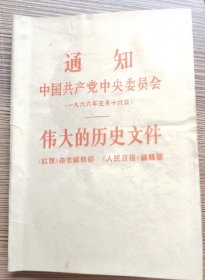 通知
中国共产党中央委员会
(一九六六年五月十六日)
伟大的历史文件
《红旗》杂志编辑部 《人民日报》编辑部